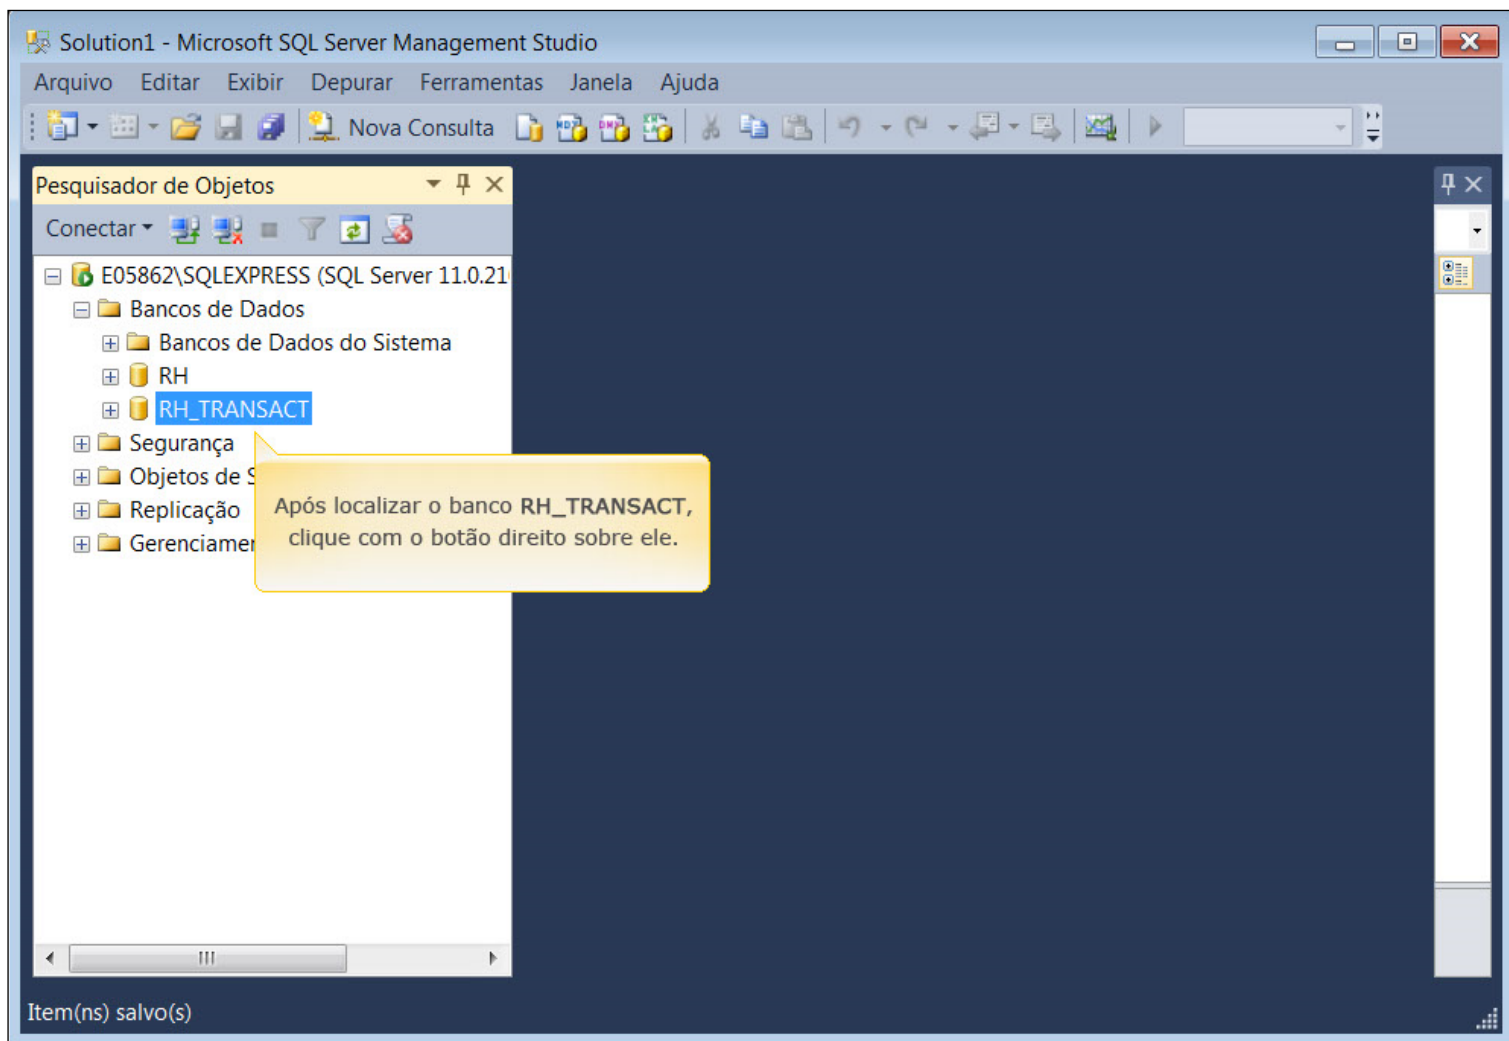 Solution1 - Microsoft SQL Server Management Studio
Arquivo Editar Exibir Depurar Ferramentas Janela Ajuda
Nova Consulta
Pesquisador de Objetos
Conectar
E05862\SQLEXPRESS (SQL Server 11.0.21
Bancos de Dados
Bancos de Dados do Sistema
RH
RH_TRANSACT
Segurança
Objetos de S
Replicação
Gerenciamen
Após localizar o banco RH_TRANSACT,
clique com o botão direito sobre ele.
Item(ns) salvo(s)